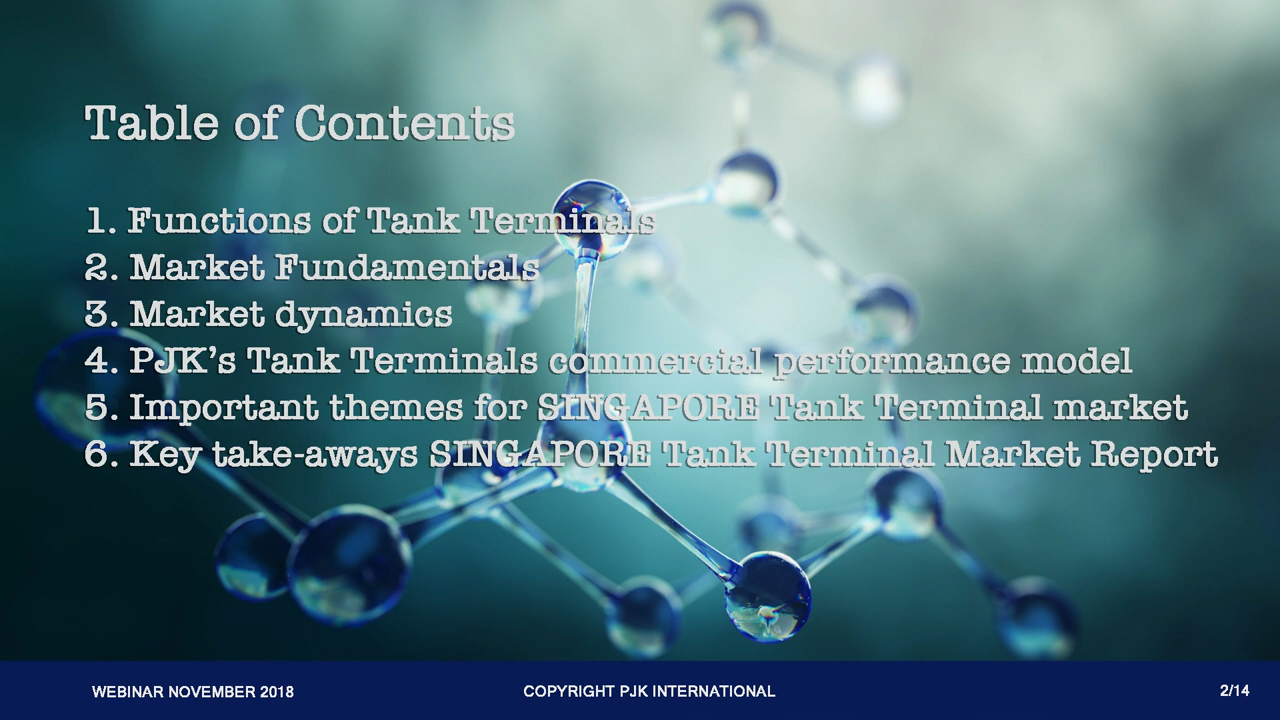 Table of Contents
1. Functions of Tank Terminals
2. Market Fundamentals
3. Market dynamics
4. PJK’s Tank Terminals commercial performance model
5. Important themes for SINGAPORE Tank Terminal market
6. Key take-aways SINGAPORE Tank Terminal Market Report
WEBINAR NOVEMBER 2018
COPYRIGHT PJK INTERNATIONAL
2/14